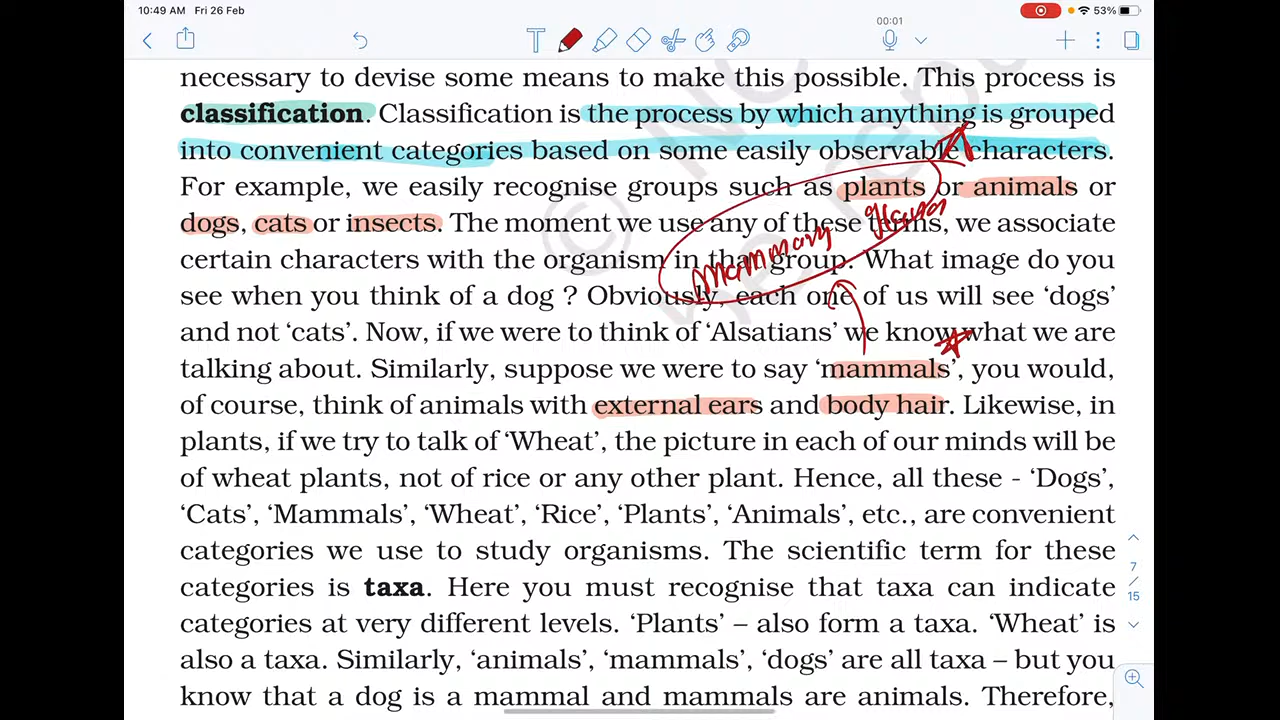 10:49 AM Fri 26 Feb
53%
00:01
T
necessary to devise some means to make this possible. This process is
classification. Classification is the process by which anything is grouped
into convenient categories based on some easily observable characters.
For example, we easily recognise groups such as plants or animals or
dogs, cats or insects. The moment we use any of these terms, we associate
certain characters with the organism in that group. What image do you
see when you think of a dog ? Obviously, each one of us will see ‘dogs’
and not ‘cats’. Now, if we were to think of ‘Alsatians’ we know what we are
talking about. Similarly, suppose we were to say ‘mammals’, you would,
of course, think of animals with external ears and body hair. Likewise, in
plants, if we try to talk of ‘Wheat’, the picture in each of our minds will be
of wheat plants, not of rice or any other plant. Hence, all these - ‘Dogs’,
‘Cats’, ‘Mammals’, ‘Wheat’, ‘Rice’, ‘Plants’, ‘Animals’, etc., are convenient
categories we use to study organisms. The scientific term for these
categories is taxa. Here you must recognise that taxa can indicate
categories at very different levels. ‘Plants’ – also form a taxa. ‘Wheat’ is
also a taxa. Similarly, ‘animals’, ‘mammals’, ‘dogs’ are all taxa – but you
know that a dog is a mammal and mammals are animals. Therefore,
Mammary
7
/
15